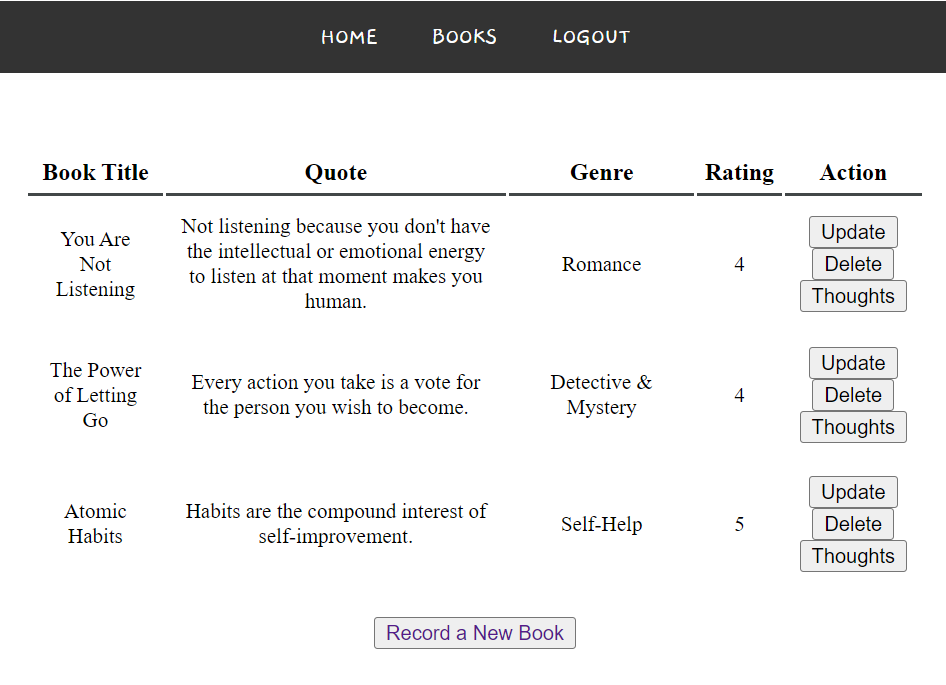 HOME BOOKS LOGOUT
Book Title Quote Genre Rating Action
You Are
Not
Listening
Not listening because you don't have
the intellectual or emotional energy
to listen at that moment makes you
human.
Romance
4
Update
Delete
Thoughts
The Power
of Letting
Go
Every action you take is a vote for
the person you wish to become.
Detective &
Mystery
4
Update
Delete
Thoughts
Atomic
Habits
Habits are the compound interest of
self-improvement.
Self-Help
5
Update
Delete
Thoughts
Record a New Book